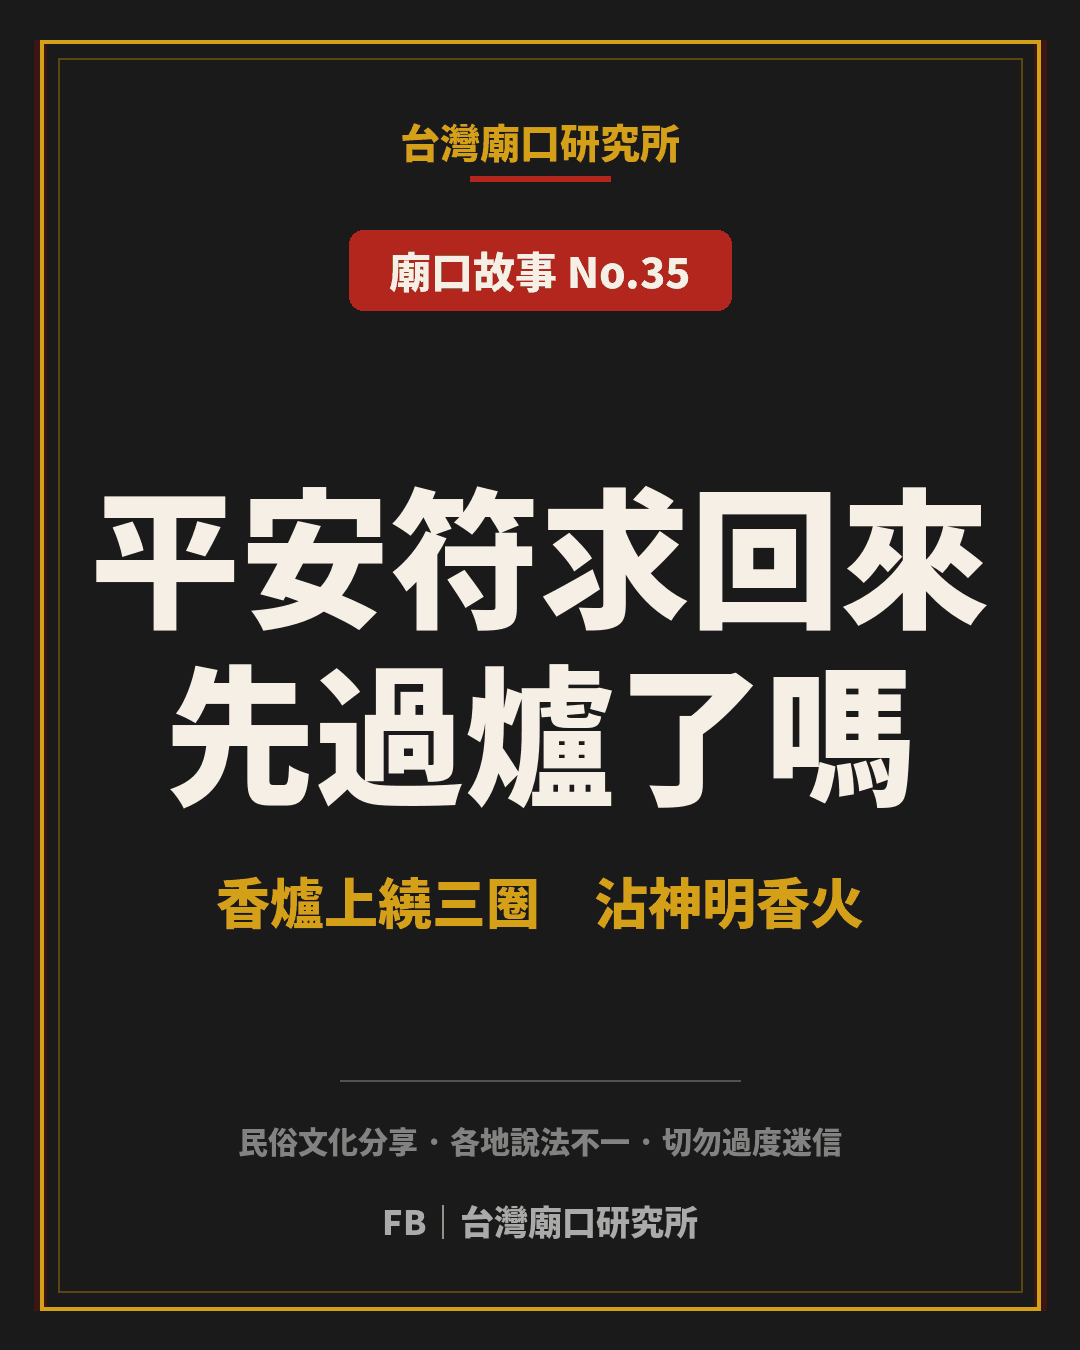 台灣廟口研究所
廟口故事 No.35
平安符求回來
先過爐了嗎
香爐上繞三圈　沾神明香火
民俗文化分享·各地說法不一·切勿過度迷信
FB｜台灣廟口研究所